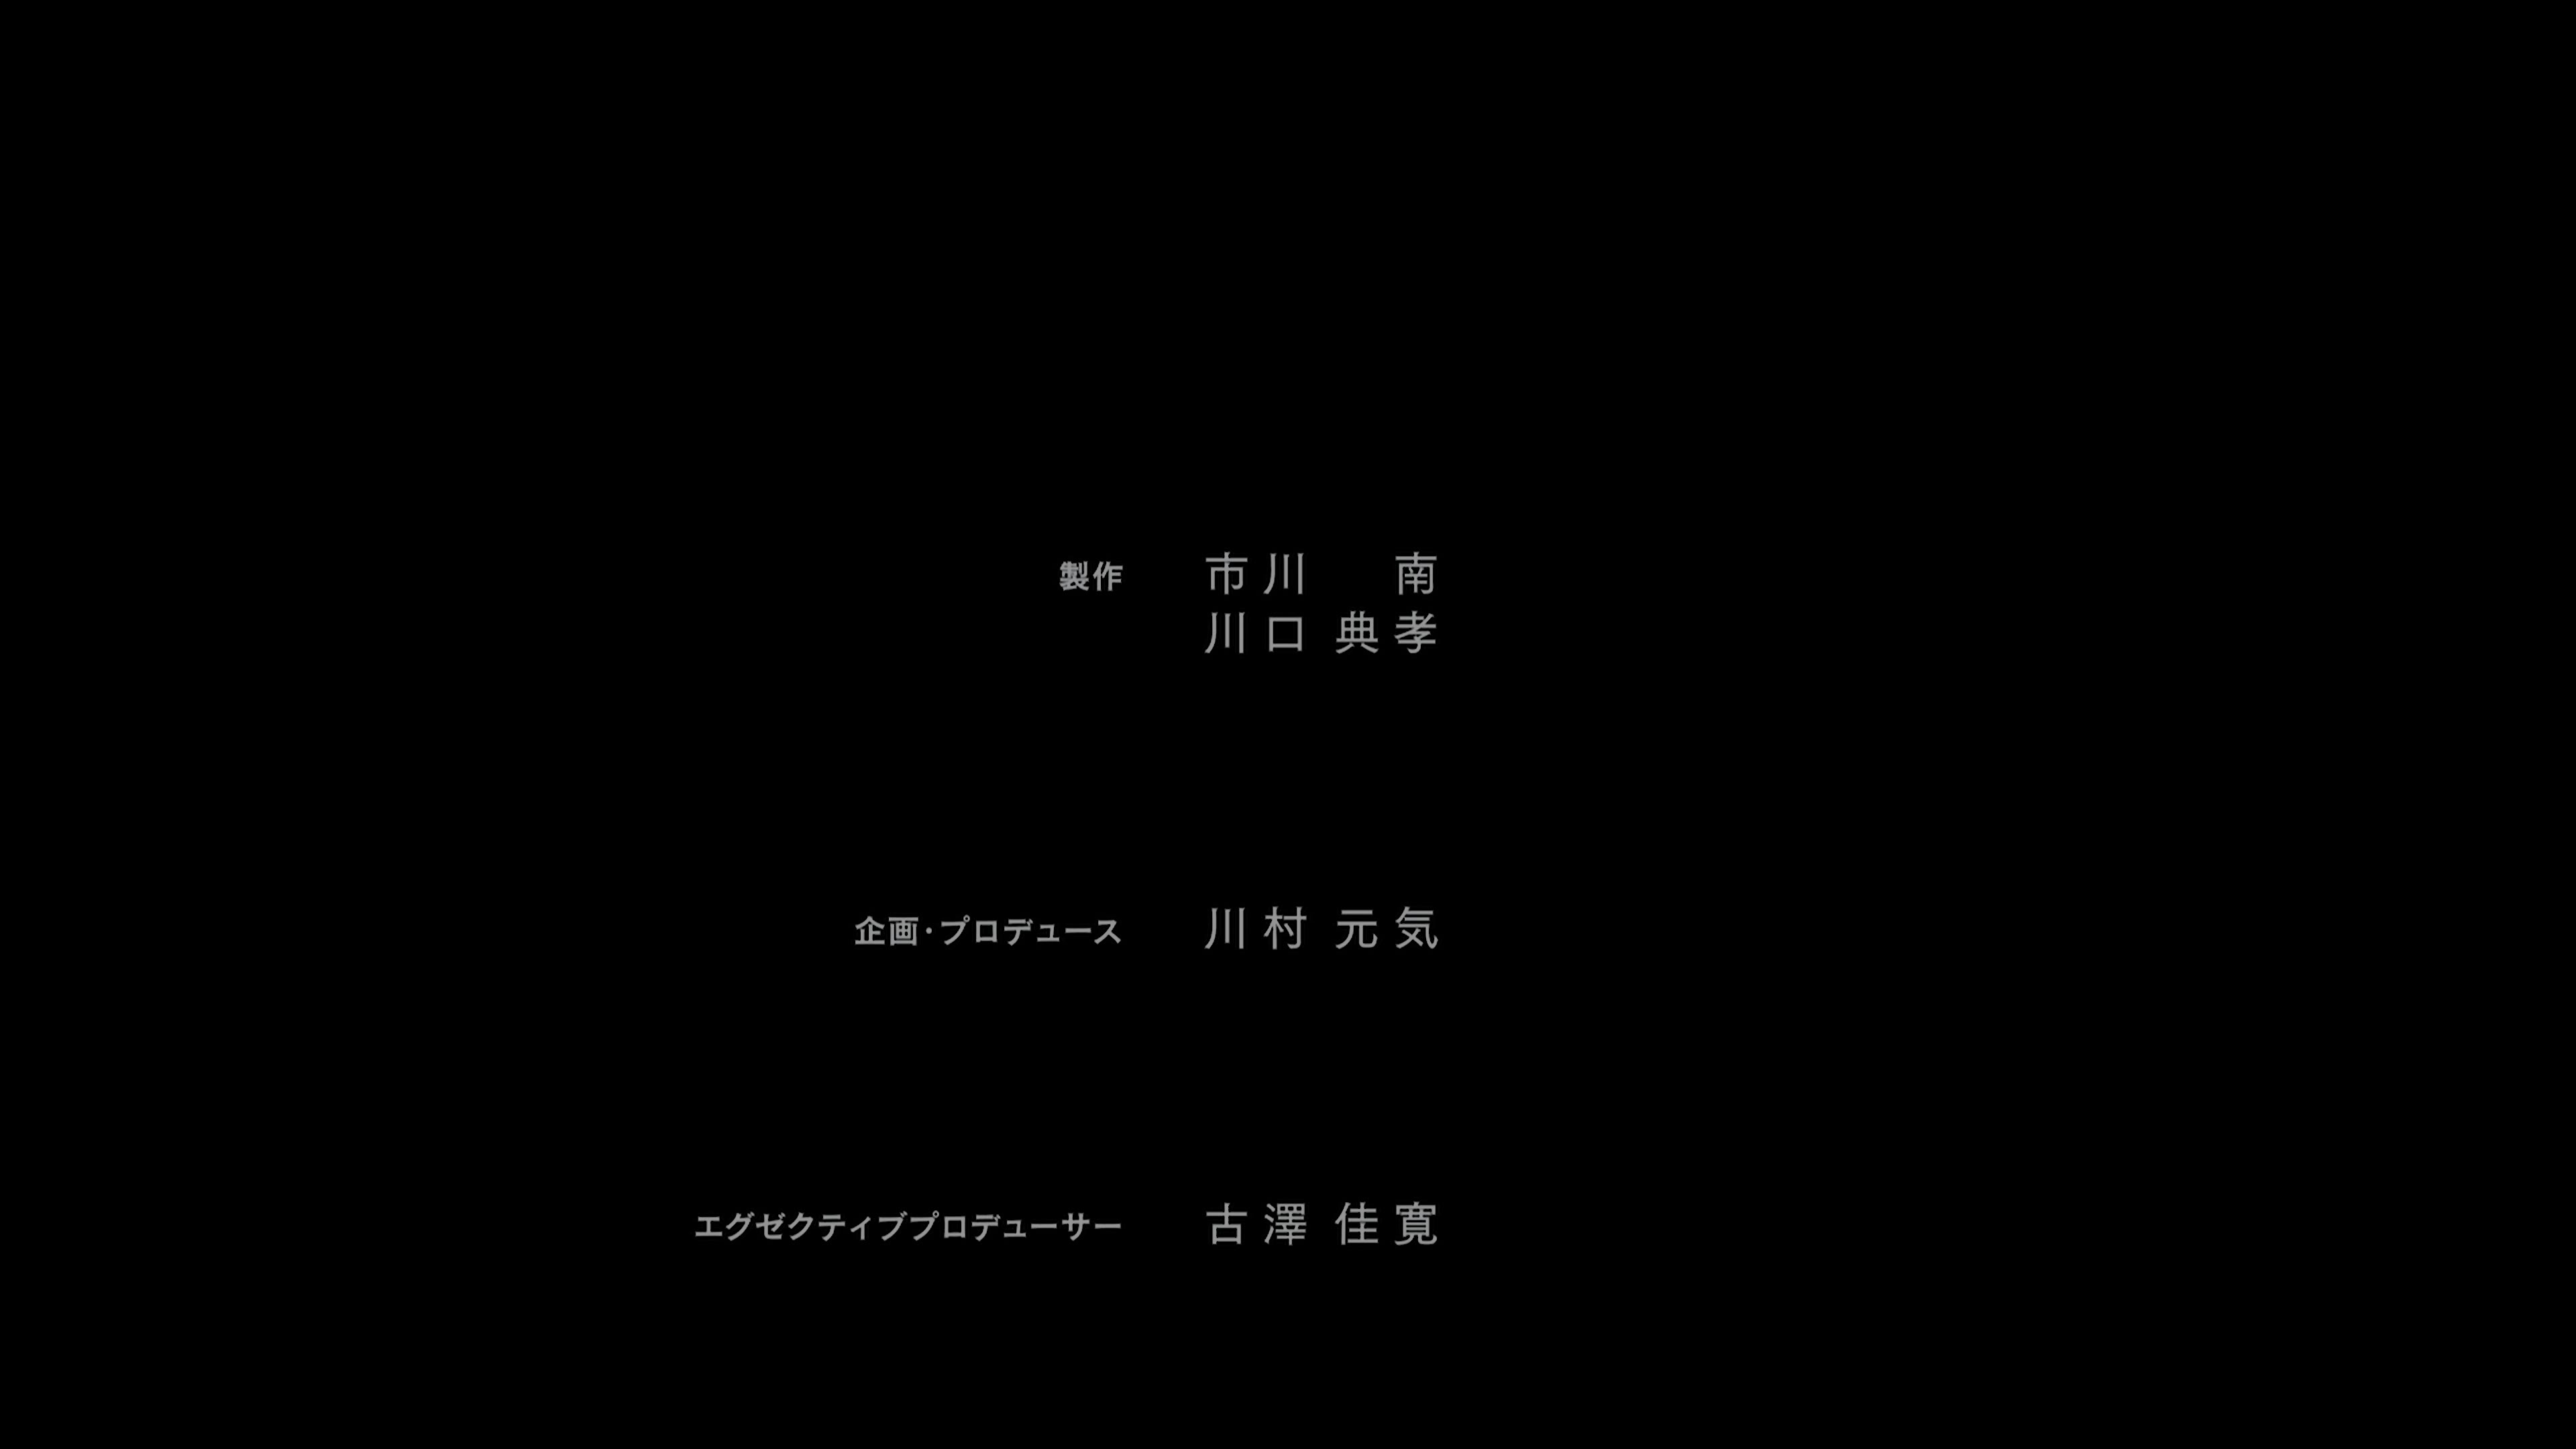 製作 市川 南
川口 典孝
企画・プロデュース 川村 元気
エグゼクティブプロデューサー 古澤 佳寛